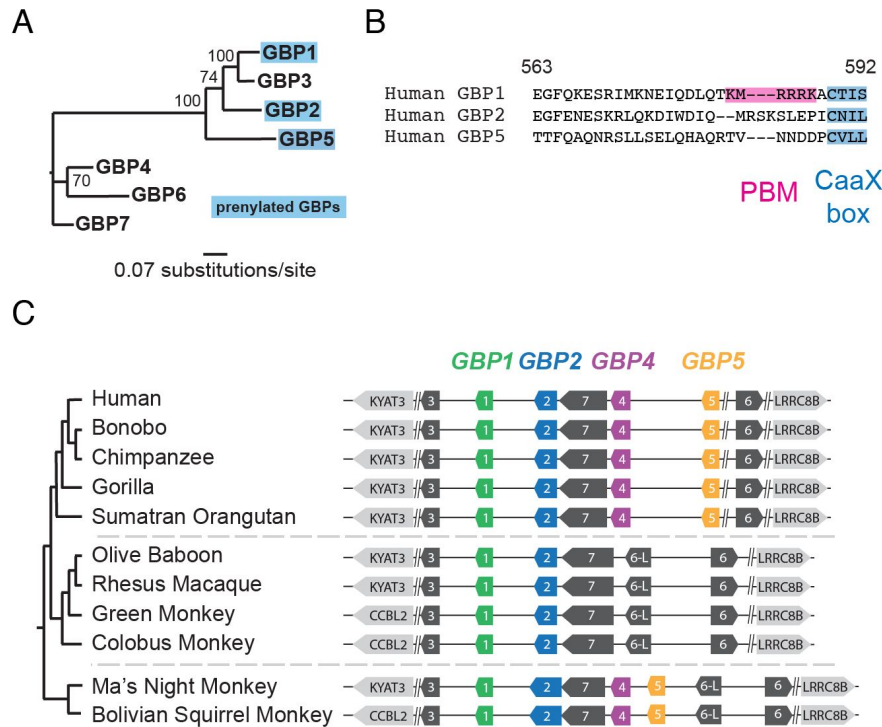 A
100
GBP1
74
GBP3
100
GBP2
GBP5
GBP4
70
GBP6
prenylated GBPs
GBP7
0.07 substitutions/site
B
563 592
Human GBP1 EGFQKESRIMKNEIQDLQTKM---RRRKACTIS
Human GBP2 EGFENESKRLQKDIWDIQ--MRSKSLEPICNIL
Human GBP5 TTFQAQNRSLLSELQHAQRTV---NNDDPCVLL
PBM CaaX
box
C
GBP1 GBP2 GBP4 GBP5
Human KYAT3 3 1 2 7 4 5 6 LRRC8B
Bonobo KYAT3 3 1 2 7 4 5 6 LRRC8B
Chimpanzee KYAT3 3 1 2 7 4 5 6 LRRC8B
Gorilla KYAT3 3 1 2 7 4 5 6 LRRC8B
Sumatran Orangutan KYAT3 3 1 2 7 4 5 6 LRRC8B
Olive Baboon KYAT3 3 1 2 7 6-L 6 LRRC8B
Rhesus Macaque KYAT3 3 1 2 7 6-L 6 LRRC8B
Green Monkey CCBL2 3 1 2 7 6-L 6 LRRC8B
Colobus Monkey CCBL2 3 1 2 7 6-L 6 LRRC8B
Ma's Night Monkey KYAT3 3 1 2 7 4 5 6-L 6 LRRC8B
Bolivian Squirrel Monkey CCBL2 3 1 2 7 4 5 6-L 6 LRRC8B